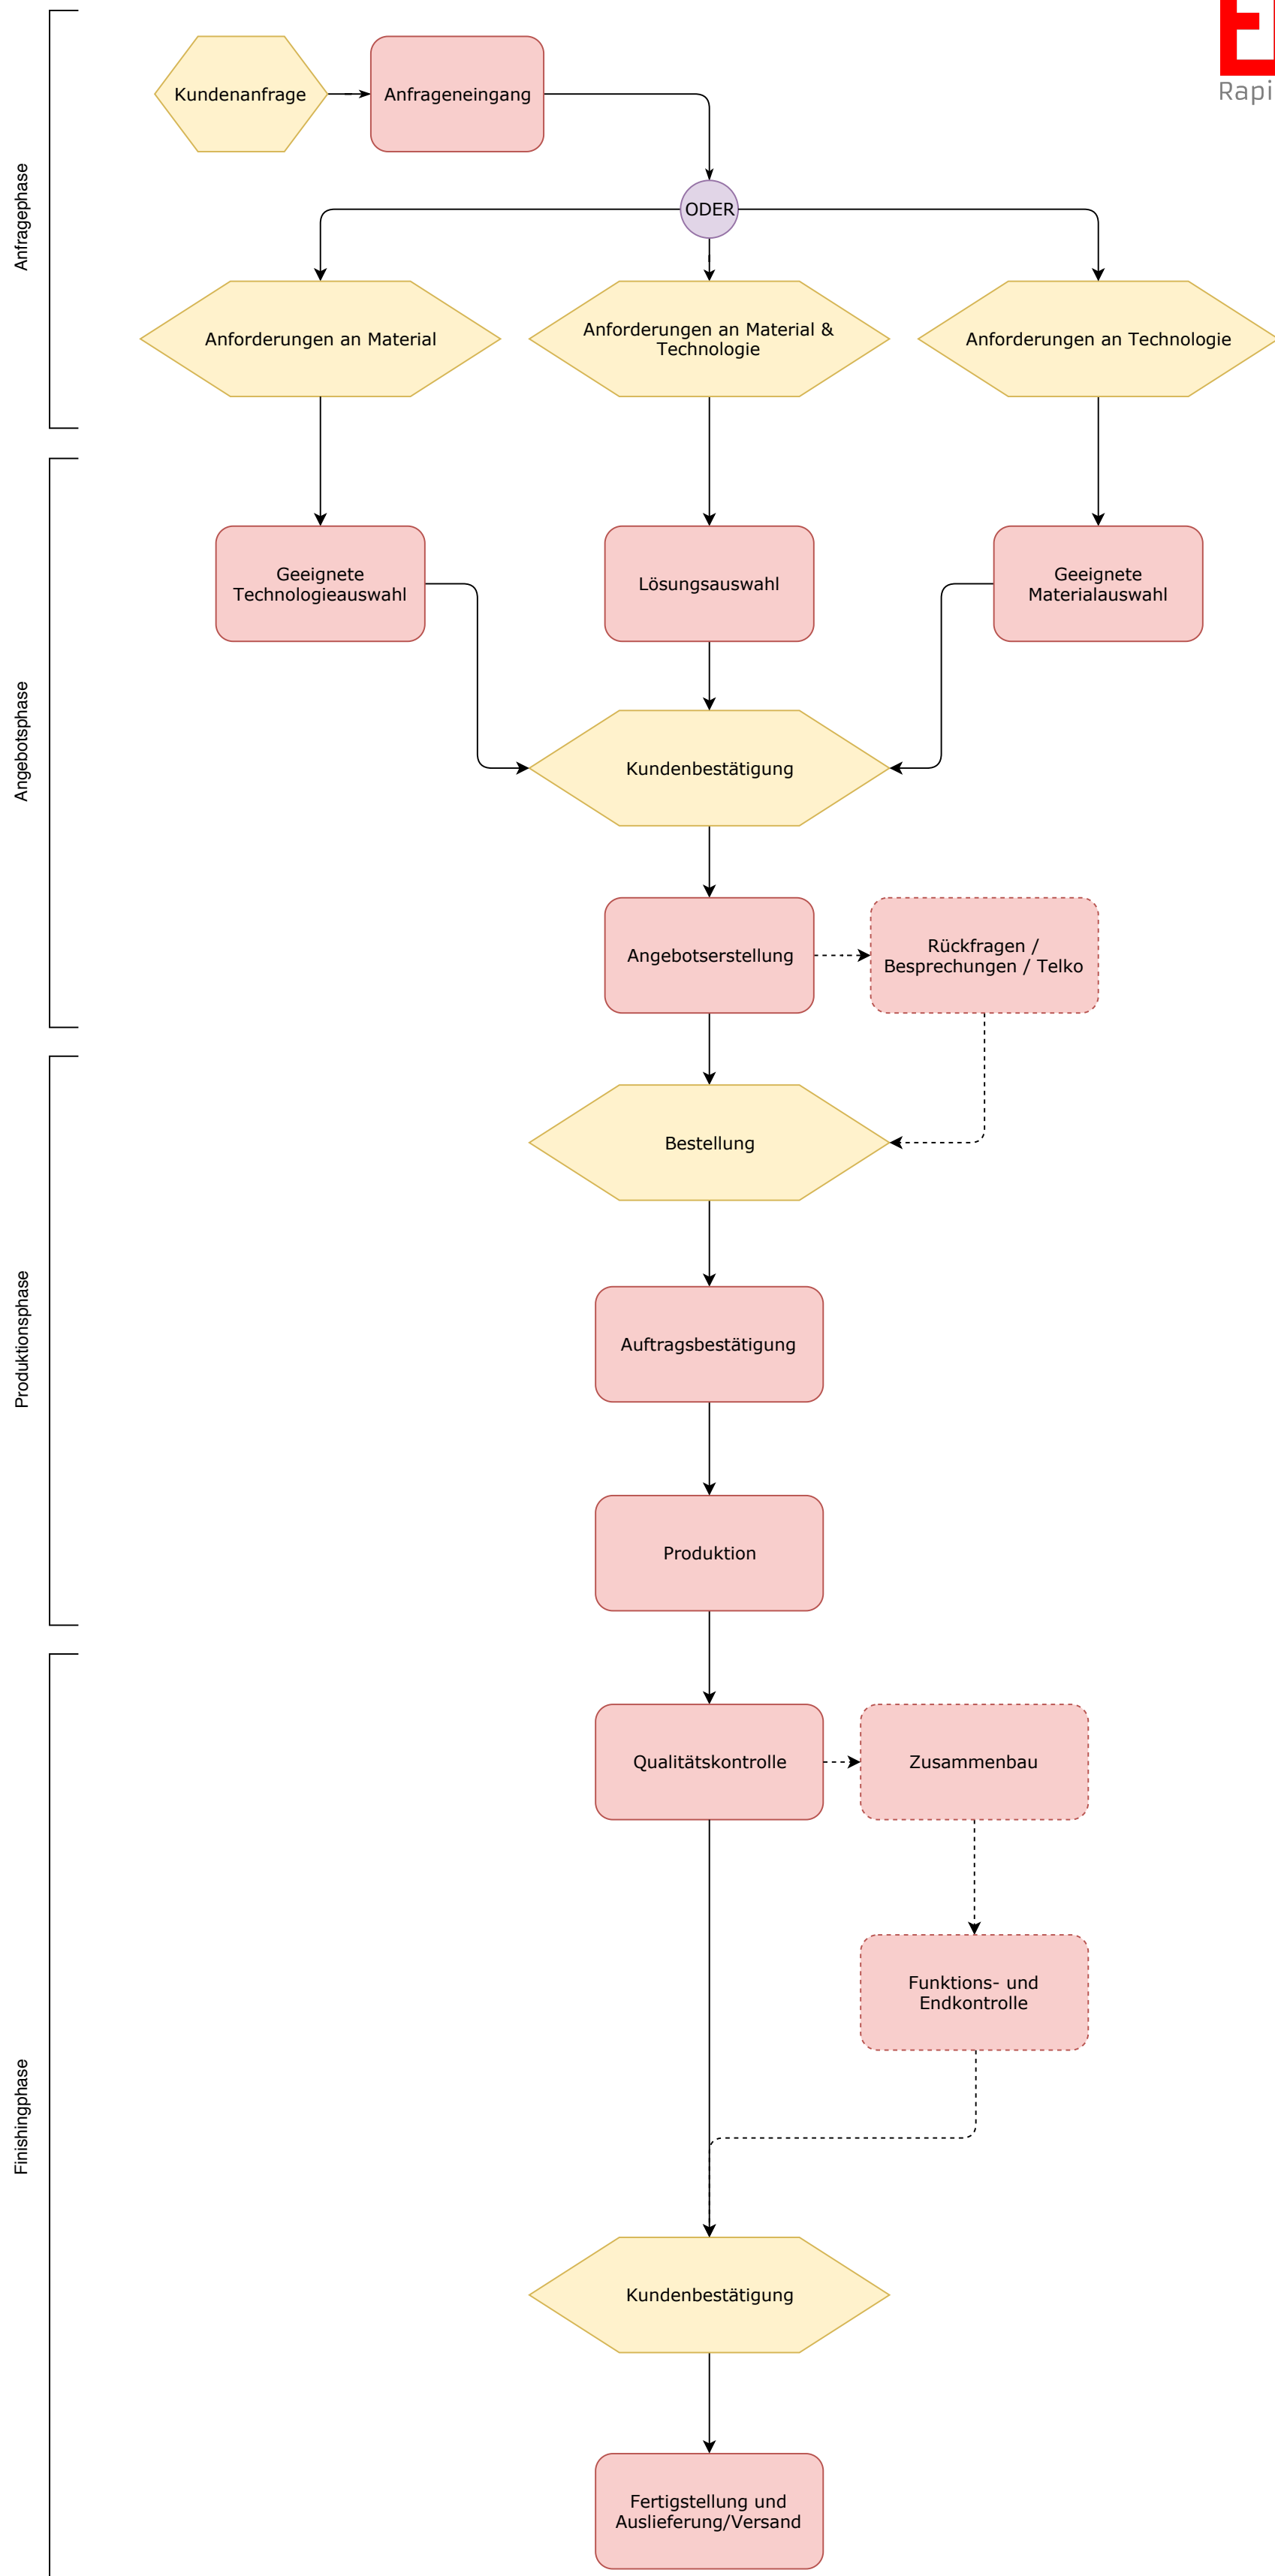 Rapi
Anfragephase
Kundenanfrage
Anfrageneingang
ODER
Anforderungen an Material
Anforderungen an Material &
Technologie
Anforderungen an Technologie
Angebotsphase
Geeignete
Technologieauswahl
Lösungsauswahl
Geeignete
Materialauswahl
Kundenbestätigung
Angebotserstellung
Rückfragen /
Besprechungen / Telko
Produktionsphase
Bestellung
Auftragsbestätigung
Produktion
Finishingphase
Qualitätskontrolle
Zusammenbau
Funktions- und
Endkontrolle
Kundenbestätigung
Fertigstellung und
Auslieferung/Versand